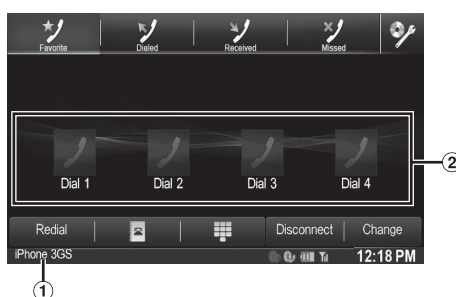 Favorite Dialed Received Missed
Dial 1 Dial 2 Dial 3 Dial 4
②
Redial Disconnect Change
iPhone 3GS 12:18 PM
①